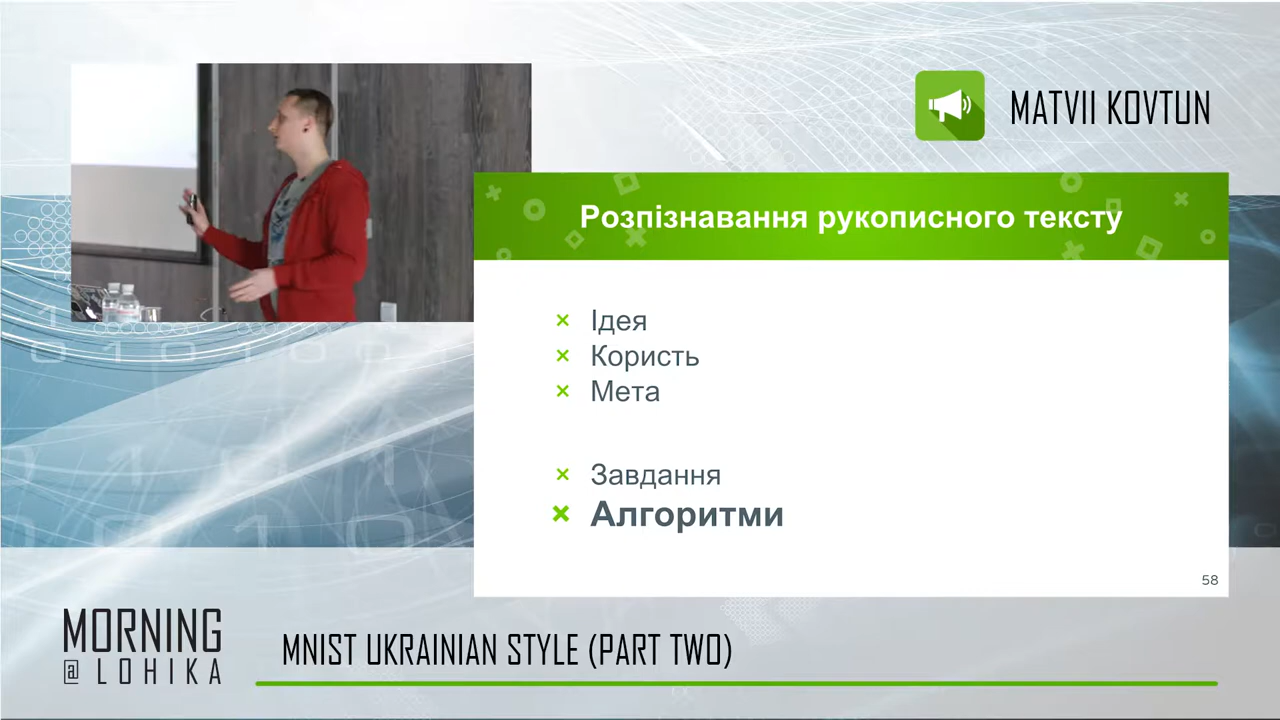 MATVII KOVTUN
Розпізнавання рукописного тексту
× Ідея
× Користь
× Мета
× Завдання
× Алгоритми
58
MORNING
@ LOHIKA
MNIST UKRAINIAN STYLE (PART TWO)